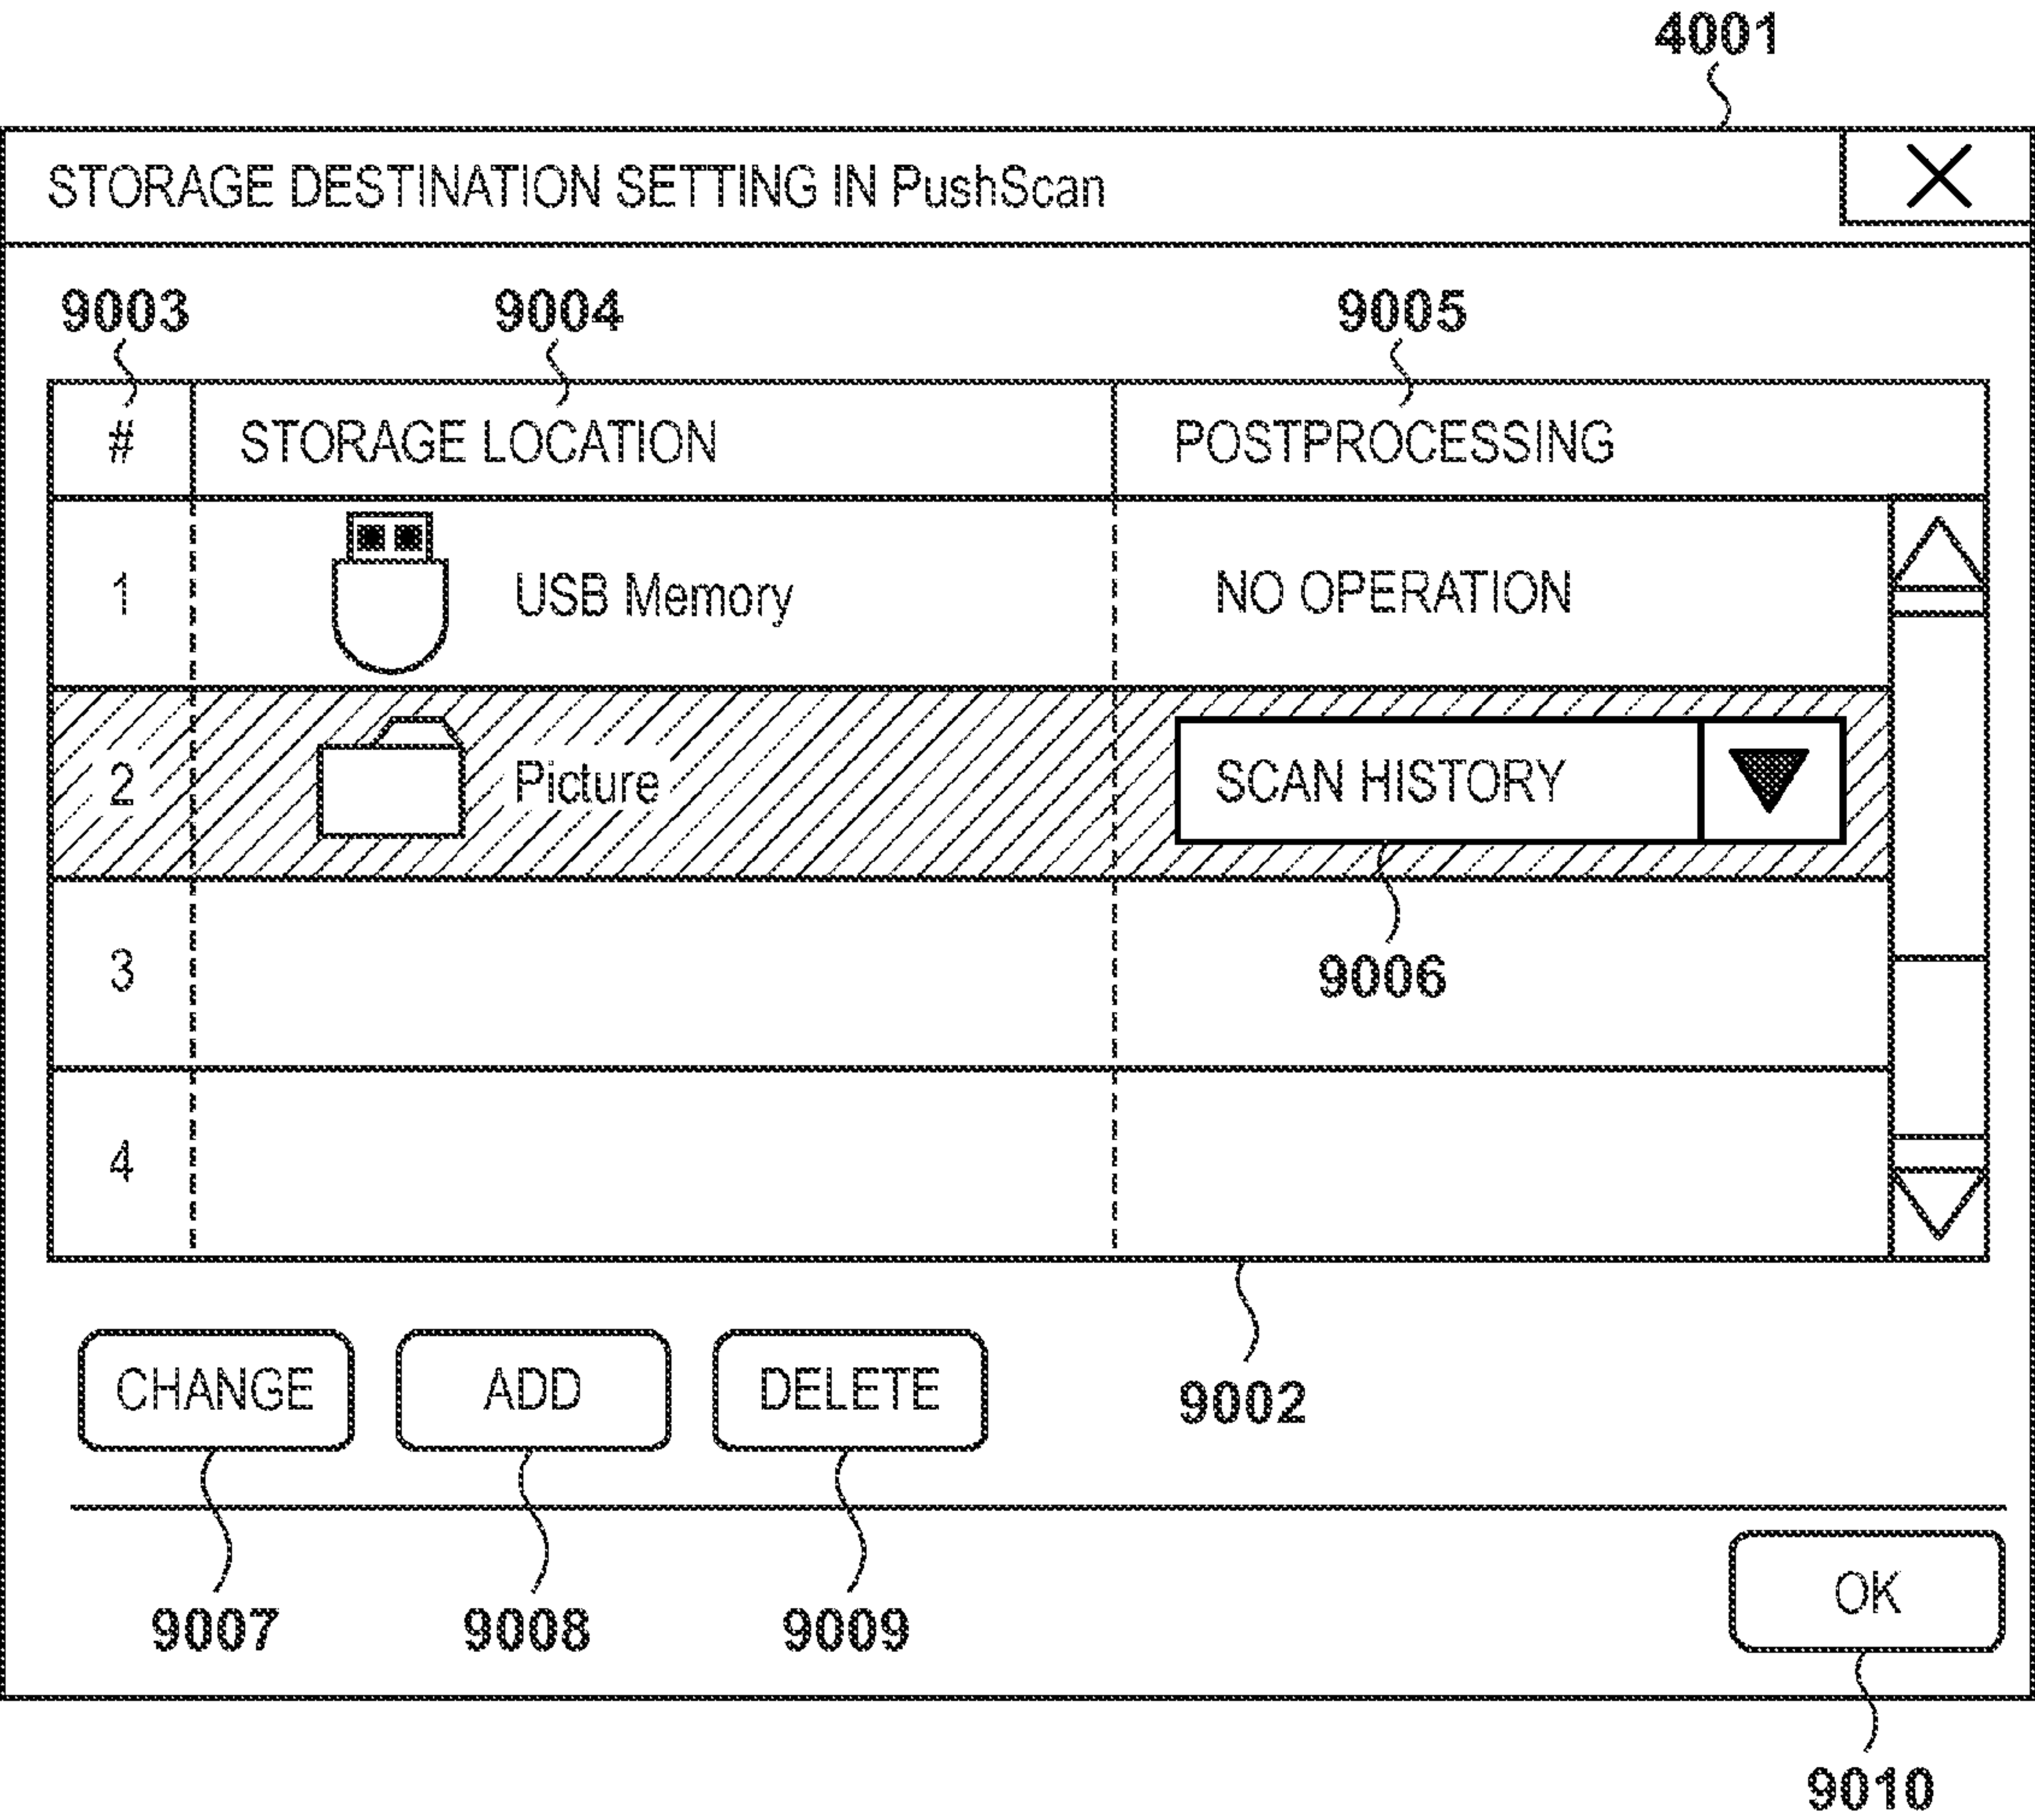 4001
STORAGE DESTINATION SETTING IN PushScan
9003 9004 9005
# STORAGE LOCATION POSTPROCESSING
1 USB Memory NO OPERATION
2 Picture SCAN HISTORY
3
9006
4
CHANGE ADD DELETE
9002
9007 9008 9009
OK
9010